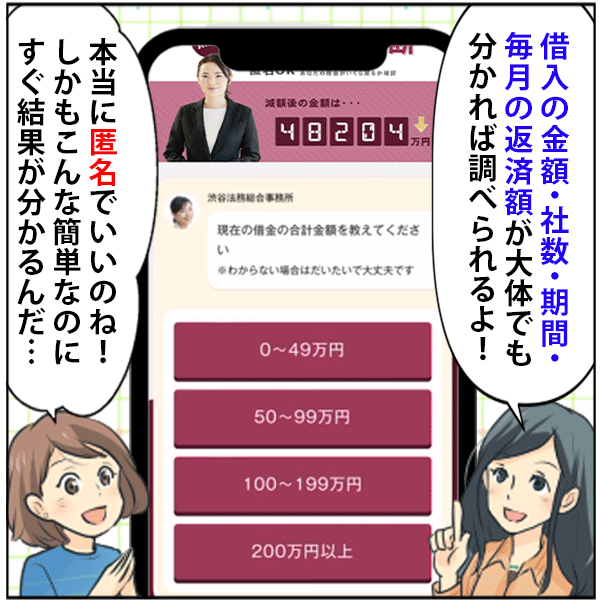 借入の金額・社数・期間・
毎月の返済額が大体でも
分かれば調べられるよ！
本当に匿名でいいのね！
しかもこんな簡単なのに
すぐ結果が分かるんだ…
匿名OK あなたの借金がいくら減るか確認
減額後の金額は・・・
48204
万円
渋谷法務総合事務所
現在の借金の合計金額を教えてくださ
い
※わからない場合はだいたいで大丈夫です
0～49万円
50～99万円
100～199万円
200万円以上